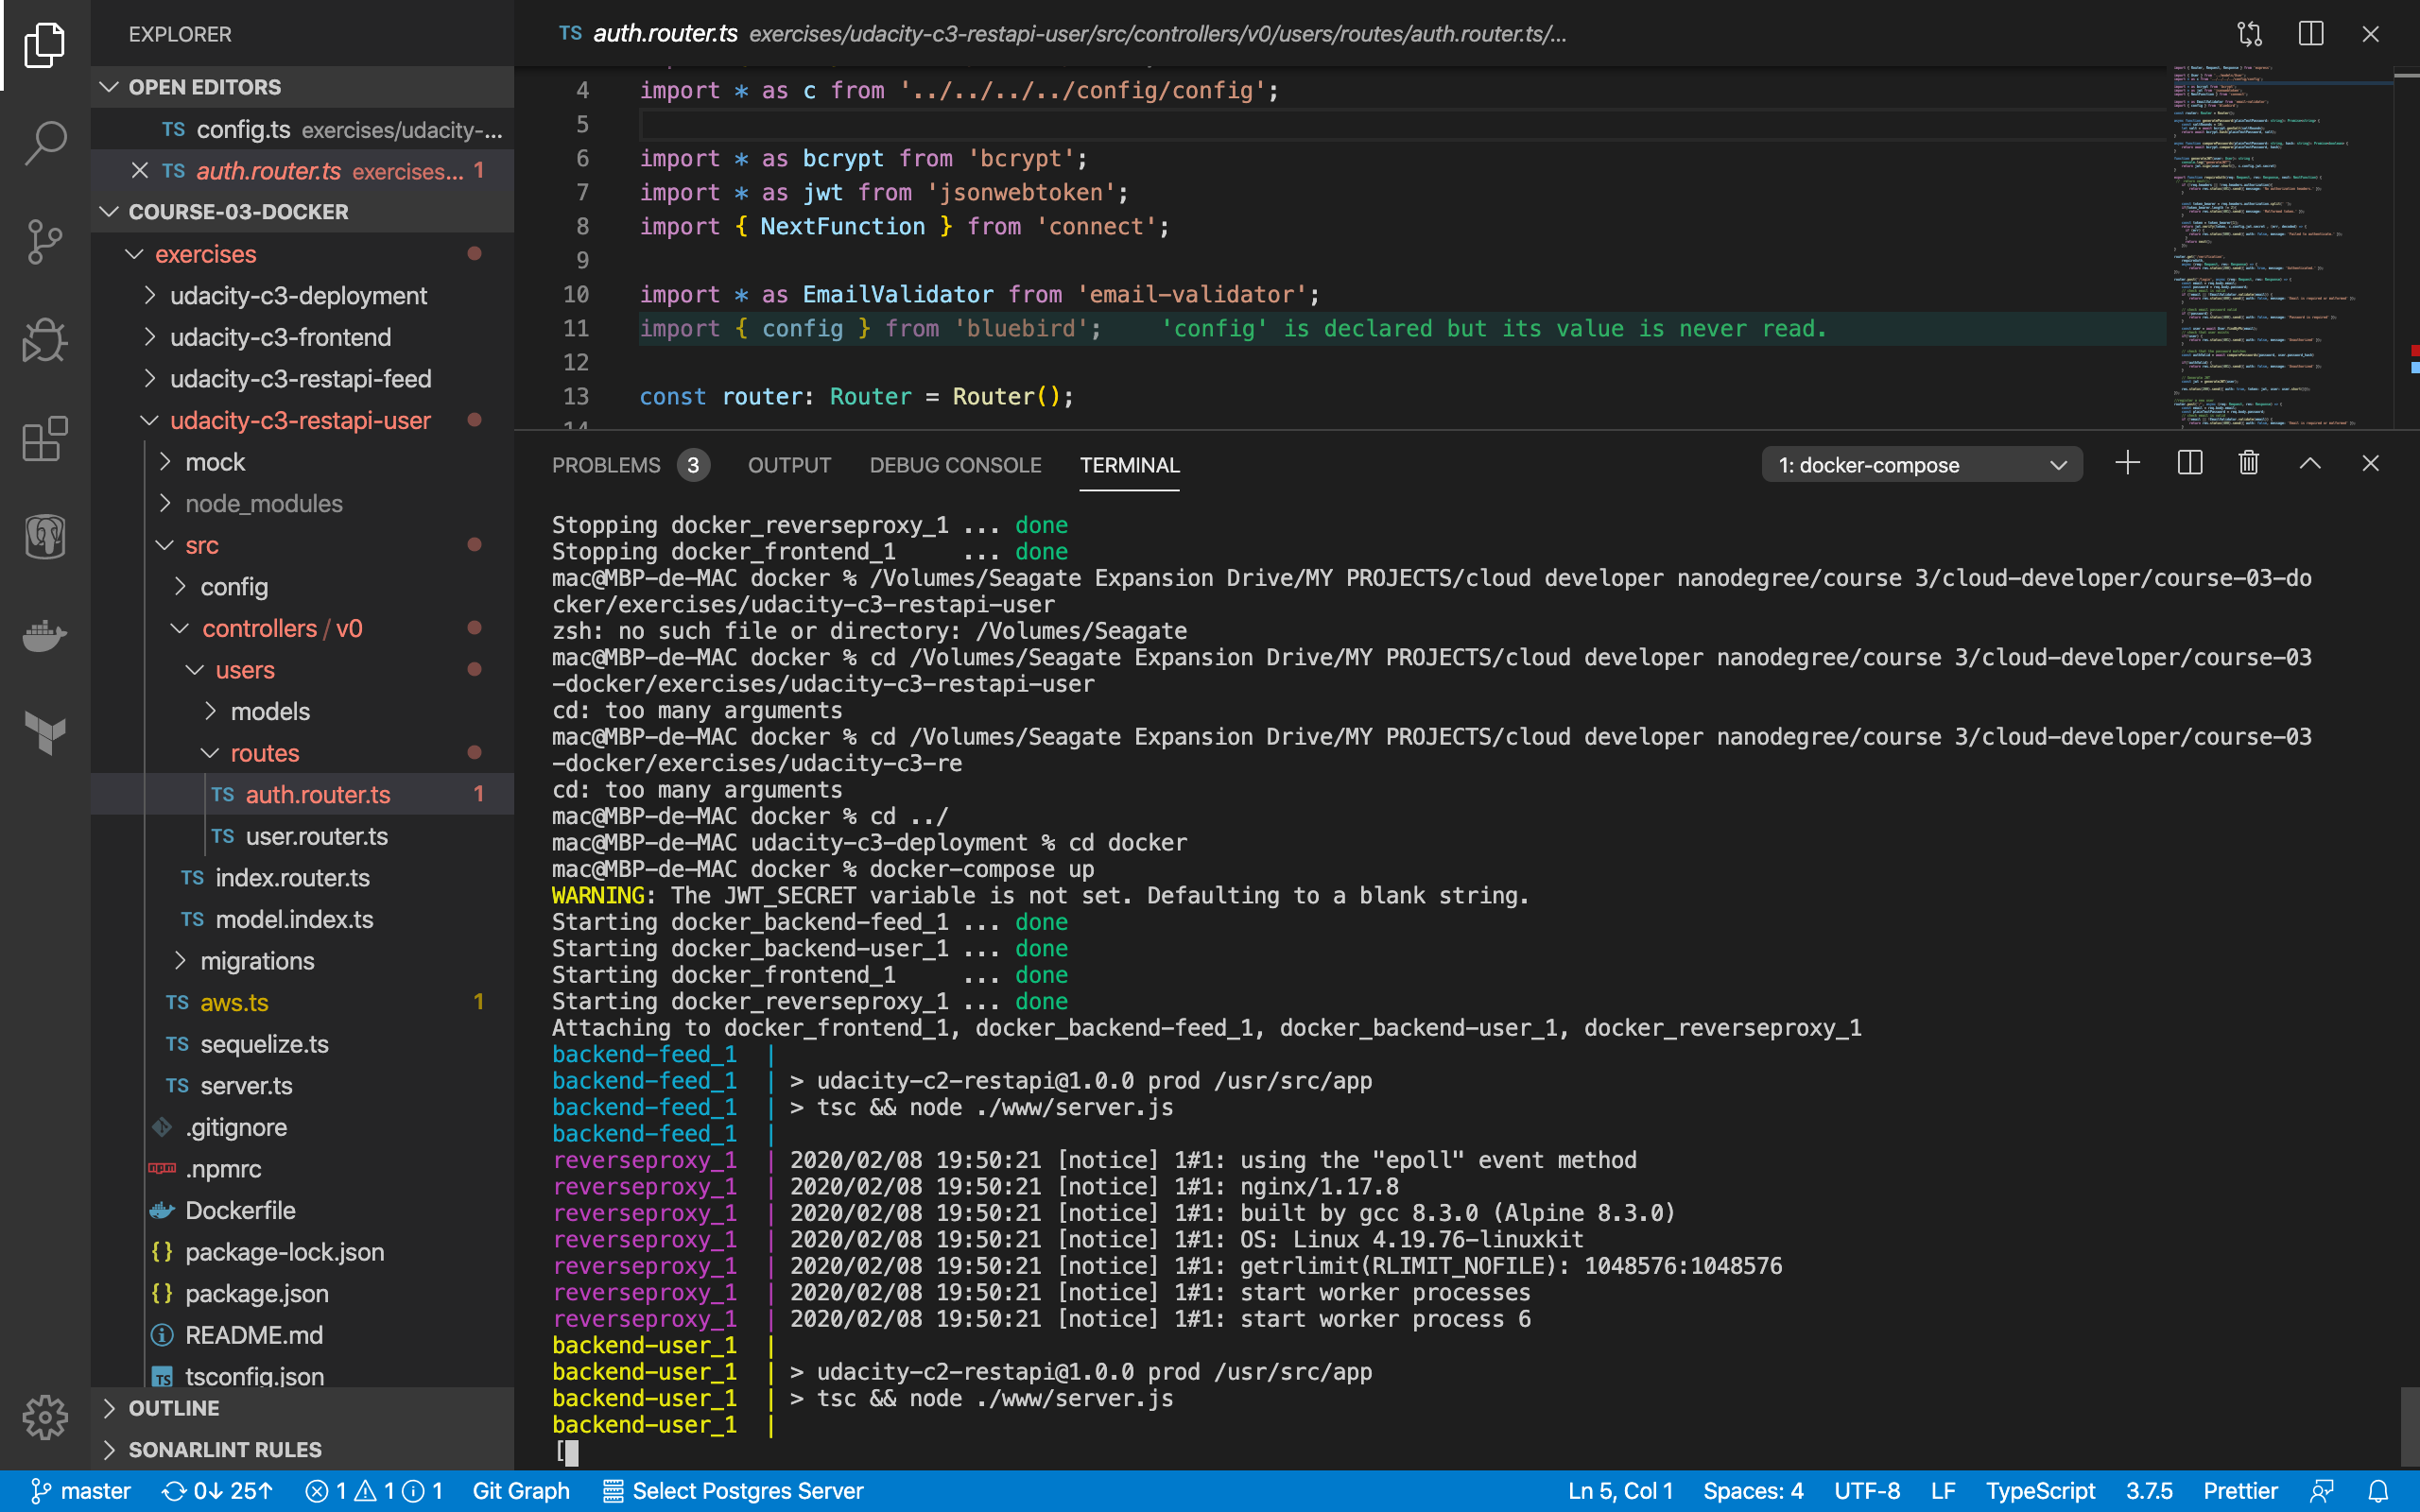 EXPLORER
OPEN EDITORS
TS config.ts exercises/udacity-...
TS auth.router.ts exercises... 1
COURSE-03-DOCKER
exercises
udacity-c3-deployment
udacity-c3-frontend
udacity-c3-restapi-feed
udacity-c3-restapi-user
mock
node_modules
src
config
controllers / v0
users
models
routes
TS auth.router.ts 1
TS user.router.ts
TS index.router.ts
TS model.index.ts
migrations
TS aws.ts 1
TS sequelize.ts
TS server.ts
.gitignore
.npmrc
Dockerfile
{} package-lock.json
{} package.json
README.md
TS tsconfig.json
OUTLINE
SONARLINT RULES
TS auth.router.ts exercises/udacity-c3-restapi-user/src/controllers/v0/users/routes/auth.router.ts/...
4 import * as c from '../../../../config/config';
5
6 import * as bcrypt from 'bcrypt';
7 import * as jwt from 'jsonwebtoken';
8 import { NextFunction } from 'connect';
9
10 import * as EmailValidator from 'email-validator';
11 import { config } from 'bluebird'; 'config' is declared but its value is never read.
12
13 const router: Router = Router();
14
PROBLEMS 3 OUTPUT DEBUG CONSOLE TERMINAL 1: docker-compose
Stopping docker_reverseproxy_1 ... done
Stopping docker_frontend_1 ... done
mac@MBP-de-MAC docker % /Volumes/Seagate Expansion Drive/MY PROJECTS/cloud developer nanodegree/course 3/cloud-developer/course-03-do
cker/exercises/udacity-c3-restapi-user
zsh: no such file or directory: /Volumes/Seagate
mac@MBP-de-MAC docker % cd /Volumes/Seagate Expansion Drive/MY PROJECTS/cloud developer nanodegree/course 3/cloud-developer/course-03
-docker/exercises/udacity-c3-restapi-user
cd: too many arguments
mac@MBP-de-MAC docker % cd /Volumes/Seagate Expansion Drive/MY PROJECTS/cloud developer nanodegree/course 3/cloud-developer/course-03
-docker/exercises/udacity-c3-re
cd: too many arguments
mac@MBP-de-MAC docker % cd ../
mac@MBP-de-MAC udacity-c3-deployment % cd docker
mac@MBP-de-MAC docker % docker-compose up
WARNING: The JWT_SECRET variable is not set. Defaulting to a blank string.
Starting docker_backend-feed_1 ... done
Starting docker_backend-user_1 ... done
Starting docker_frontend_1 ... done
Starting docker_reverseproxy_1 ... done
Attaching to docker_frontend_1, docker_backend-feed_1, docker_backend-user_1, docker_reverseproxy_1
backend-feed_1 |
backend-feed_1 | > udacity-c2-restapi@1.0.0 prod /usr/src/app
backend-feed_1 | > tsc && node ./www/server.js
backend-feed_1 |
reverseproxy_1 | 2020/02/08 19:50:21 [notice] 1#1: using the "epoll" event method
reverseproxy_1 | 2020/02/08 19:50:21 [notice] 1#1: nginx/1.17.8
reverseproxy_1 | 2020/02/08 19:50:21 [notice] 1#1: built by gcc 8.3.0 (Alpine 8.3.0)
reverseproxy_1 | 2020/02/08 19:50:21 [notice] 1#1: OS: Linux 4.19.76-linuxkit
reverseproxy_1 | 2020/02/08 19:50:21 [notice] 1#1: getrlimit(RLIMIT_NOFILE): 1048576:1048576
reverseproxy_1 | 2020/02/08 19:50:21 [notice] 1#1: start worker processes
reverseproxy_1 | 2020/02/08 19:50:21 [notice] 1#1: start worker process 6
backend-user_1 |
backend-user_1 | > udacity-c2-restapi@1.0.0 prod /usr/src/app
backend-user_1 | > tsc && node ./www/server.js
backend-user_1 |
[
master 0↓ 25↑ 1 1 1 Git Graph Select Postgres Server Ln 5, Col 1 Spaces: 4 UTF-8 LF TypeScript 3.7.5 Prettier